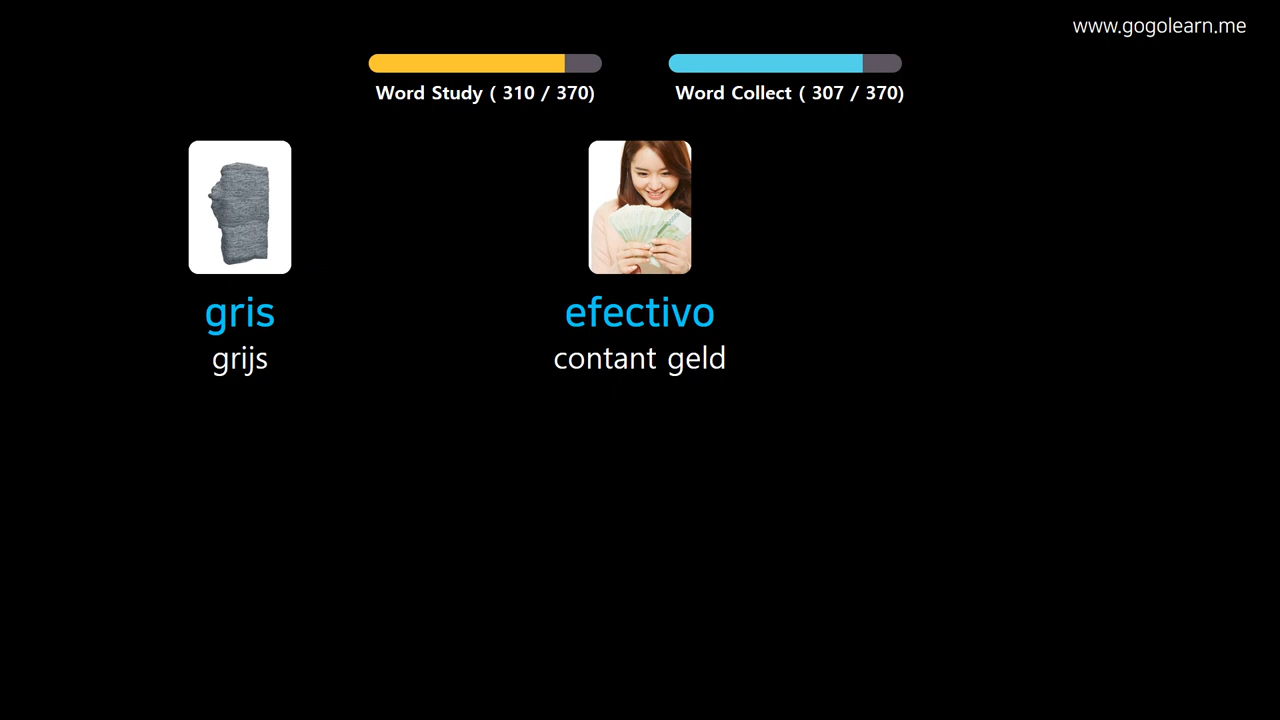 www.gogolearn.me
Word Study ( 310 / 370)
Word Collect ( 307 / 370)
gris
grijs
efectivo
contant geld